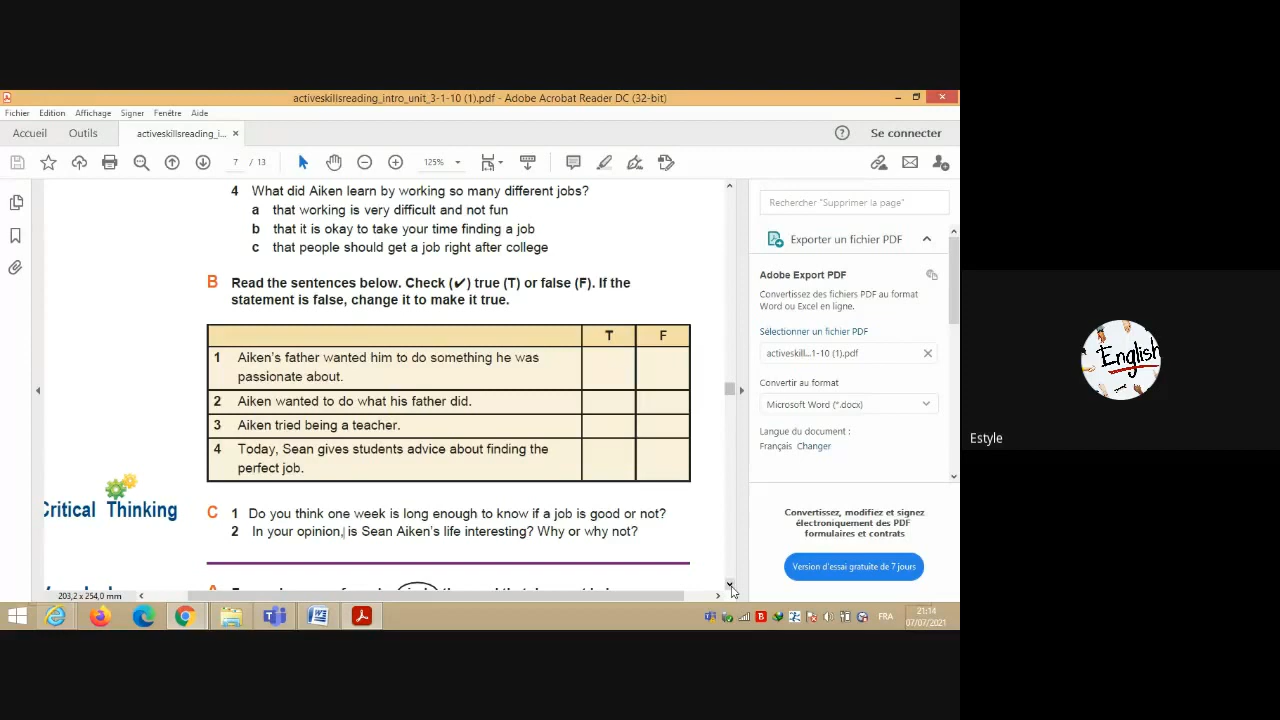 activeskillsreading_intro_unit_3-1-10 (1).pdf - Adobe Acrobat Reader DC (32-bit)
Fichier Edition Affichage Signer Fenêtre Aide
Accueil Outils activeskillsreading_i... Se connecter
7 / 13 125%
4 What did Aiken learn by working so many different jobs?
a that working is very difficult and not fun
b that it is okay to take your time finding a job
c that people should get a job right after college
B Read the sentences below. Check (✔) true (T) or false (F). If the
statement is false, change it to make it true.
T F
1 Aiken's father wanted him to do something he was
passionate about.
2 Aiken wanted to do what his father did.
3 Aiken tried being a teacher.
4 Today, Sean gives students advice about finding the
perfect job.
Critical Thinking
C 1 Do you think one week is long enough to know if a job is good or not?
2 In your opinion, is Sean Aiken's life interesting? Why or why not?
203,2 x 254,0 mm
Rechercher "Supprimer la page"
Exporter un fichier PDF
Adobe Export PDF
Convertissez des fichiers PDF au format
Word ou Excel en ligne.
Sélectionner un fichier PDF
activeskill...1-10 (1).pdf
Convertir au format
Microsoft Word (*.docx)
Langue du document :
Français Changer
Convertissez, modifiez et signez
électroniquement des PDF
formulaires et contrats
Version d'essai gratuite de 7 jours
FRA
21:14
07/07/2021
English
Estyle